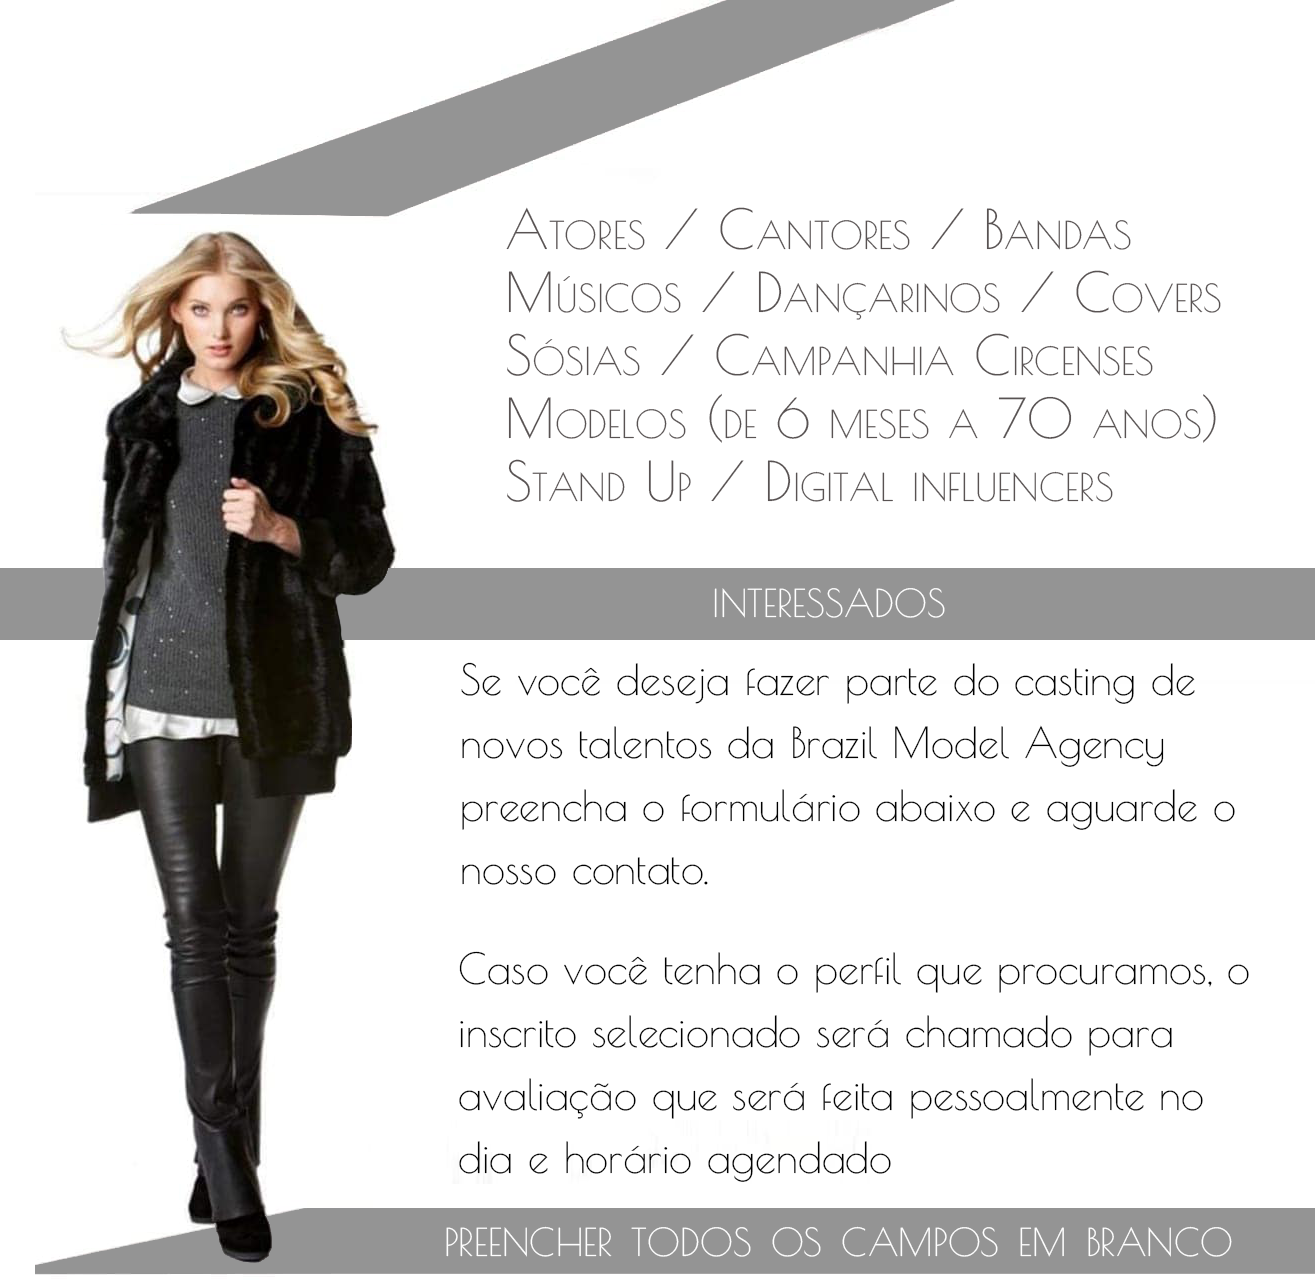 Atores / Cantores / Bandas
Músicos / Dançarinos / Covers
Sósias / Campanhia Circenses
Modelos (de 6 meses a 70 anos)
Stand Up / Digital influencers
INTERESSADOS
Se você deseja fazer parte do casting de
novos talentos da Brazil Model Agency
preencha o formulário abaixo e aguarde o
nosso contato.
Caso você tenha o perfil que procuramos, o
inscrito selecionado será chamado para
avaliação que será feita pessoalmente no
dia e horário agendado
PREENCHER TODOS OS CAMPOS EM BRANCO